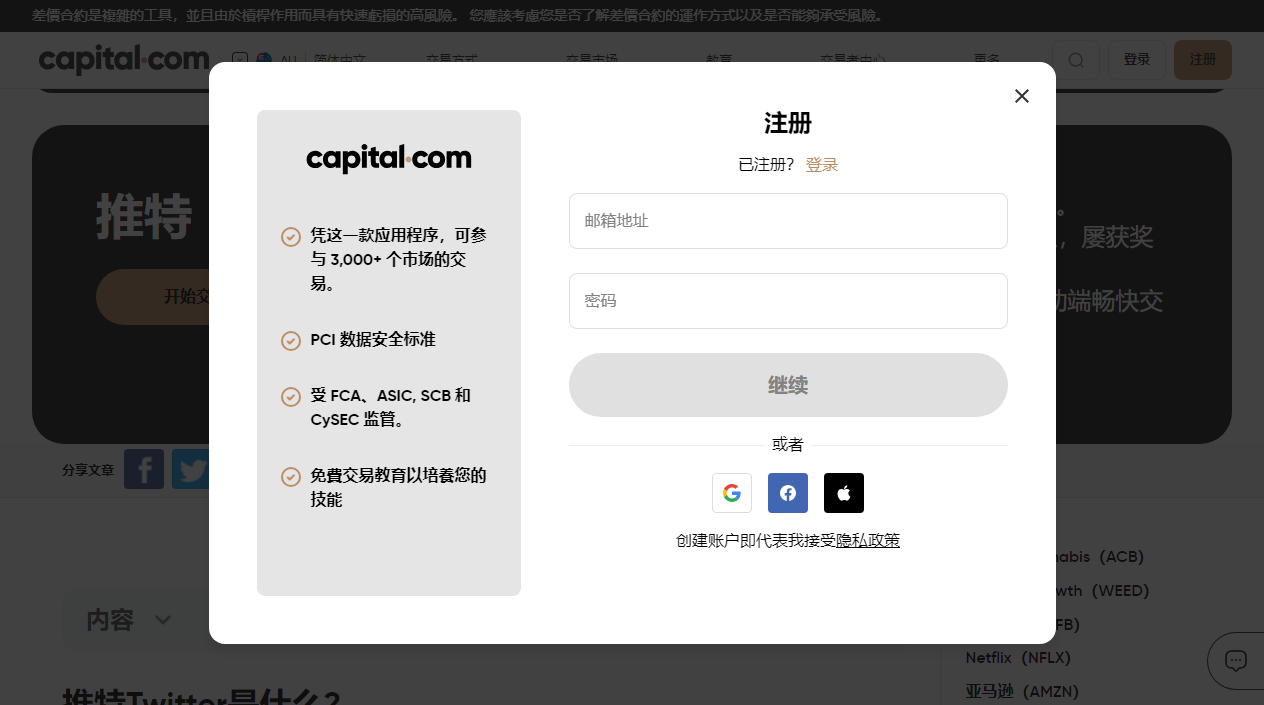 差價合約是複雜的工具，並且由於槓桿作用而具有快速虧損的高風險。 您應該考慮您是否了解差價合約的運作方式以及是否能夠承受風險。
capital.com AU 简体中文 交易方式 交易市场 教育 交易者中心 更多 登录 注册
推特
开始交
屡获奖
端畅快交
分享文章
内容
推特Twitter是什么?
capital.com
凭这一款应用程序，可参
与 3,000+ 个市场的交
易。
PCI 数据安全标准
受 FCA、ASIC, SCB 和
CySEC 监管。
免費交易教育以培養您的
技能
注册
已注册？ 登录
邮箱地址
密码
继续
或者
创建账户即代表我接受隐私政策
nabis (ACB)
wth (WEED)
FB)
Netflix (NFLX)
亚马逊 (AMZN)